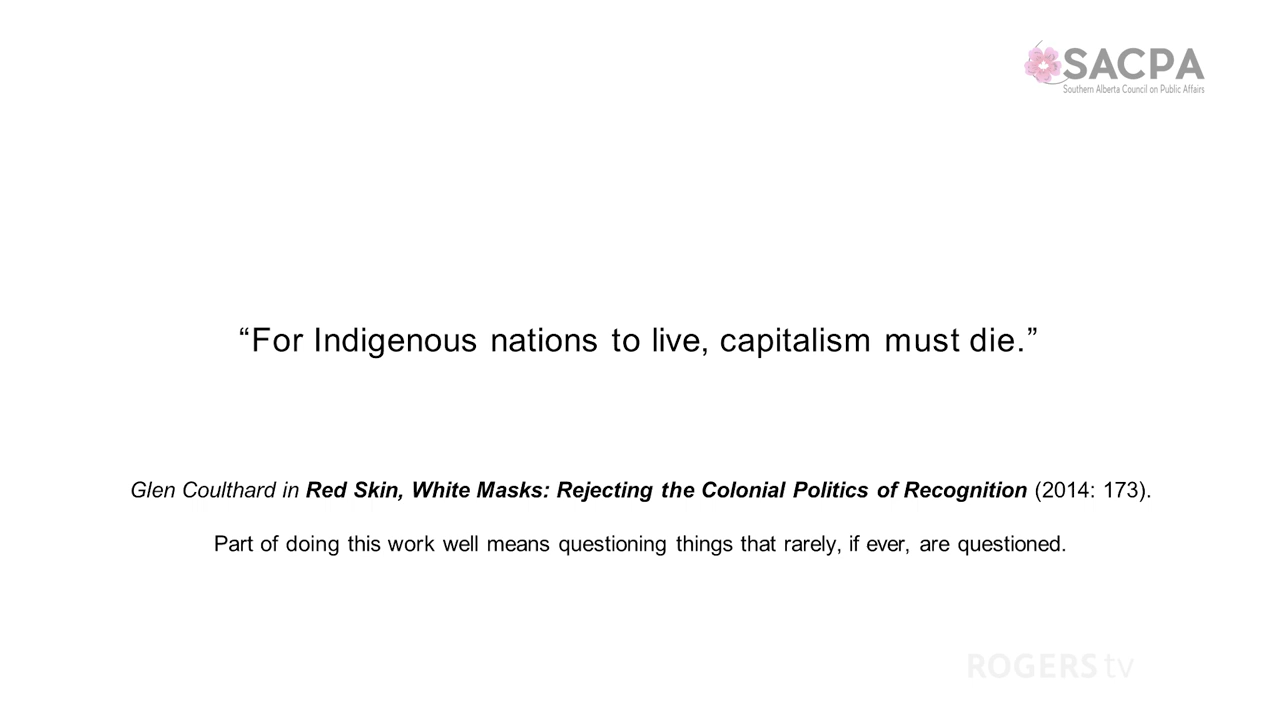 SACPA
Southern Alberta Council on Public Affairs
“For Indigenous nations to live, capitalism must die.”
Glen Coulthard in Red Skin, White Masks: Rejecting the Colonial Politics of Recognition (2014: 173).
Part of doing this work well means questioning things that rarely, if ever, are questioned.
ROGERS tv